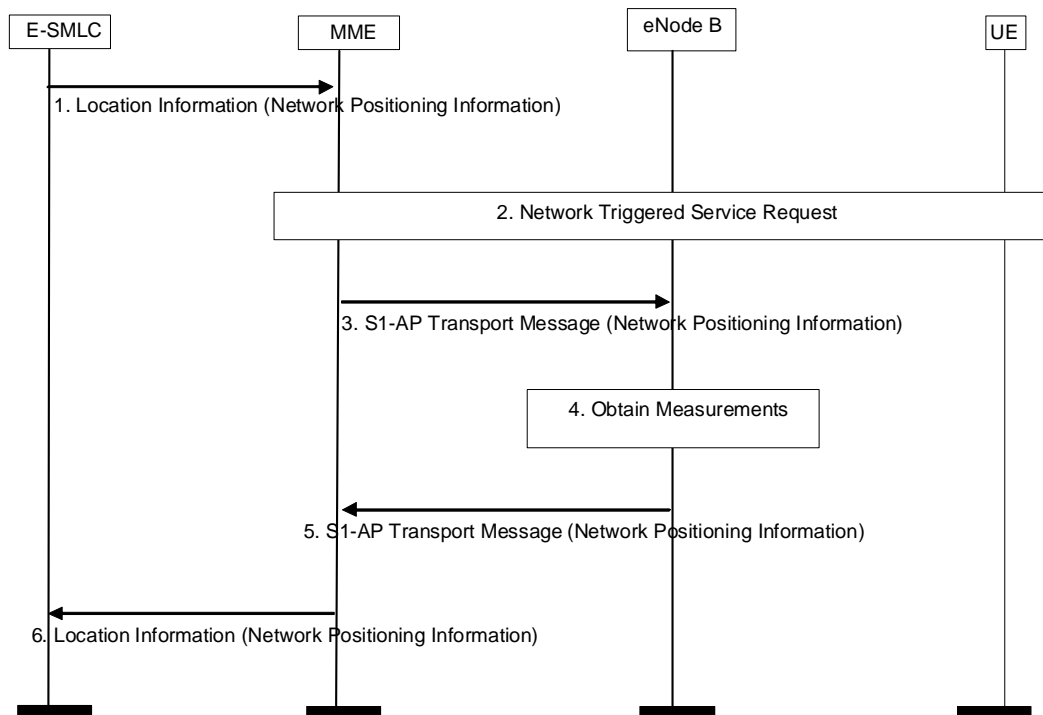 E-SMLC
MME
eNode B
UE
1. Location Information (Network Positioning Information)
2. Network Triggered Service Request
3. S1-AP Transport Message (Network Positioning Information)
4. Obtain Measurements
5. S1-AP Transport Message (Network Positioning Information)
6. Location Information (Network Positioning Information)